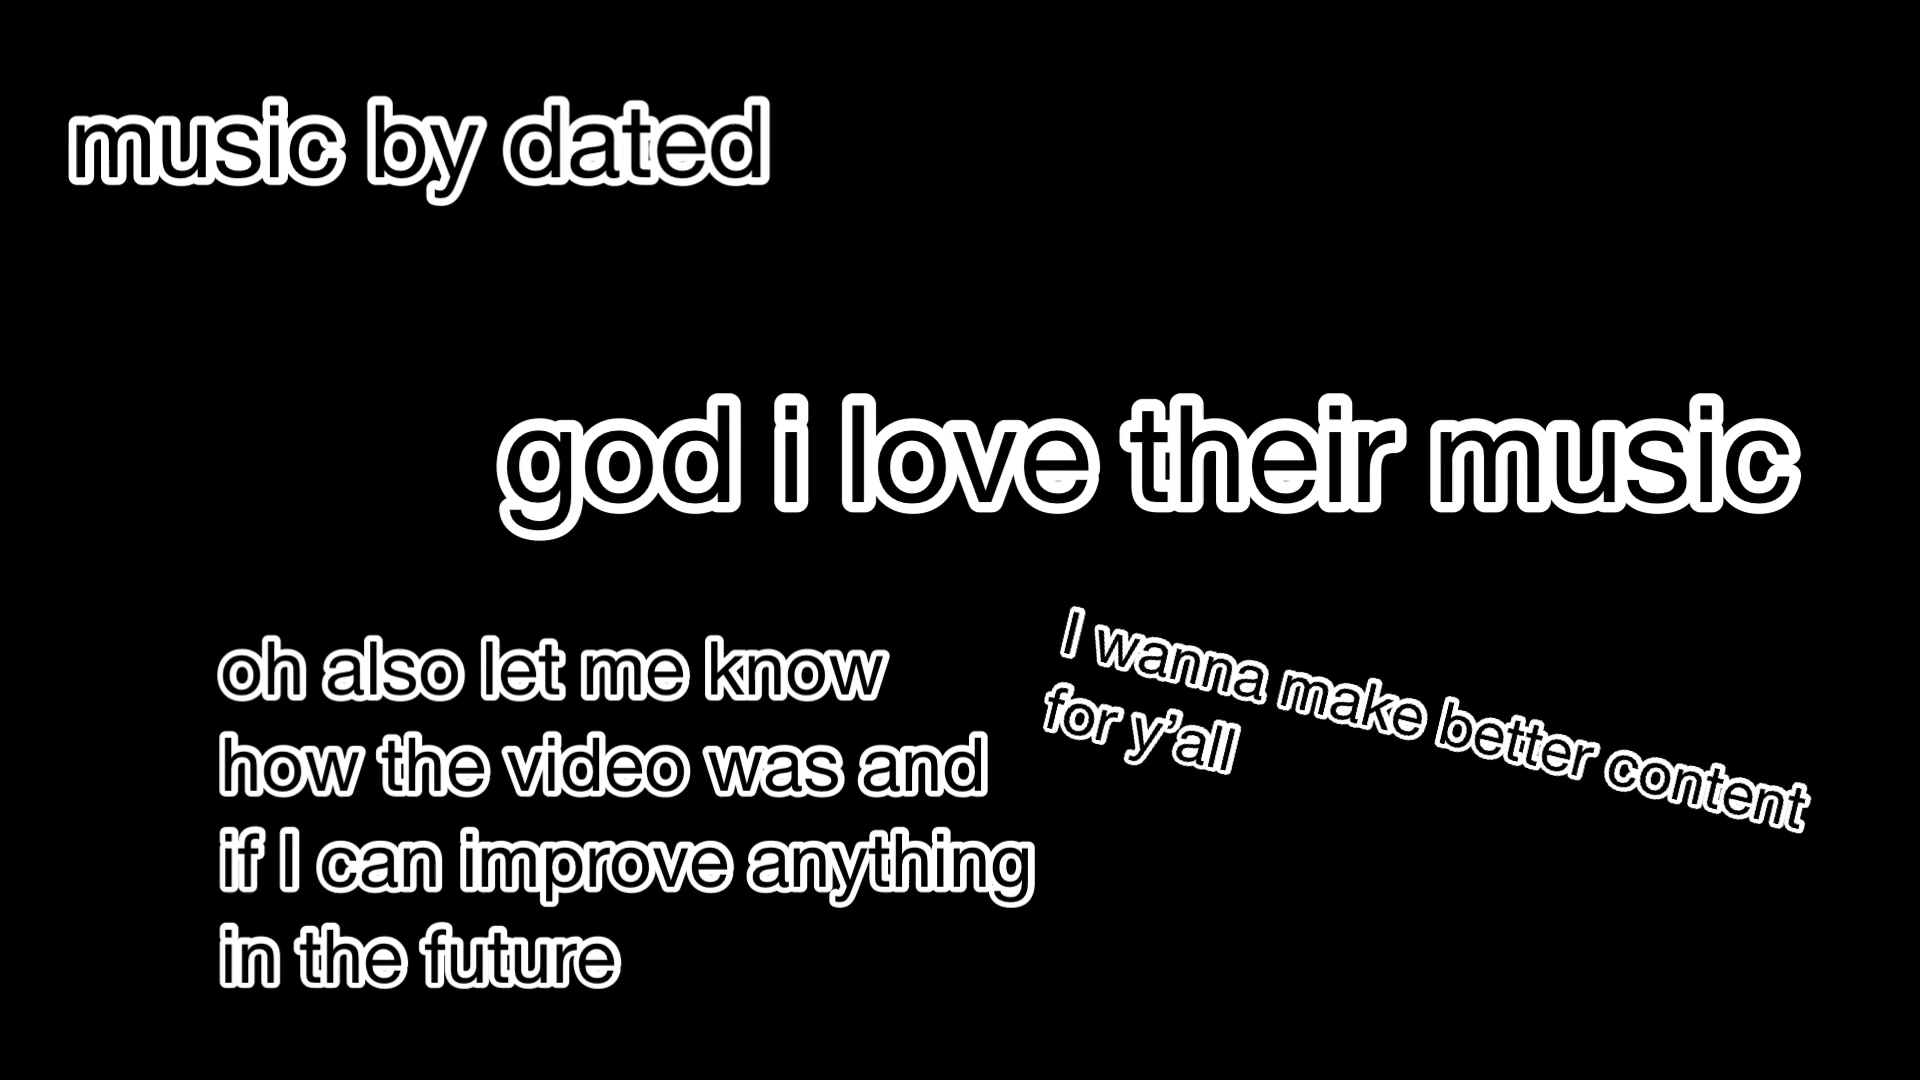 music by dated
god i love their music
oh also let me know
how the video was and
if I can improve anything
in the future
I wanna make better content
for y’all